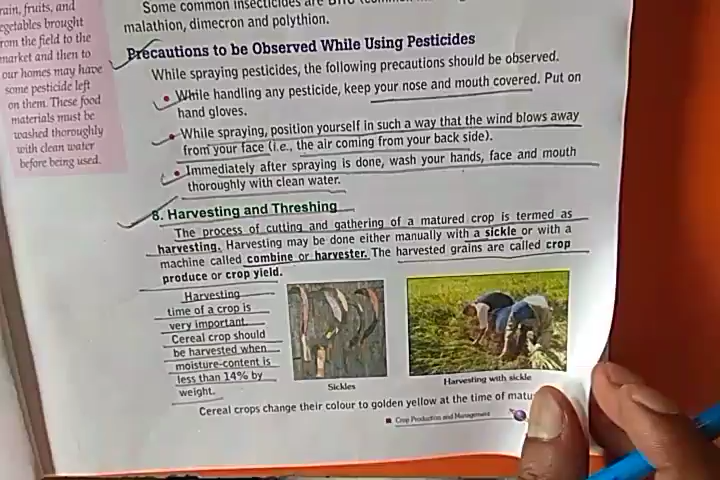 rain, fruits, and
egetables brought
rom the field to the
market and then to
our homes may have
some pesticide left
on them. These food
materials must be
washed thoroughly
with clean water
before being used.
Some common insecticides are
malathion, dimecron and polythion.
Precautions to be Observed While Using Pesticides
While spraying pesticides, the following precautions should be observed.
• While handling any pesticide, keep your nose and mouth covered. Put on
hand gloves.
• While spraying, position yourself in such a way that the wind blows away
from your face (i.e., the air coming from your back side).
• Immediately after spraying is done, wash your hands, face and mouth
thoroughly with clean water.
8. Harvesting and Threshing
The process of cutting and gathering of a matured crop is termed as
harvesting. Harvesting may be done either manually with a sickle or with a
machine called combine or harvester. The harvested grains are called crop
produce or crop yield.
Harvesting
time of a crop is
very important.
Cereal crop should
be harvested when
moisture-content is
less than 14% by
weight.
Sickles
Harvesting with sickle
Cereal crops change their colour to golden yellow at the time of matu
Crop Production and Management